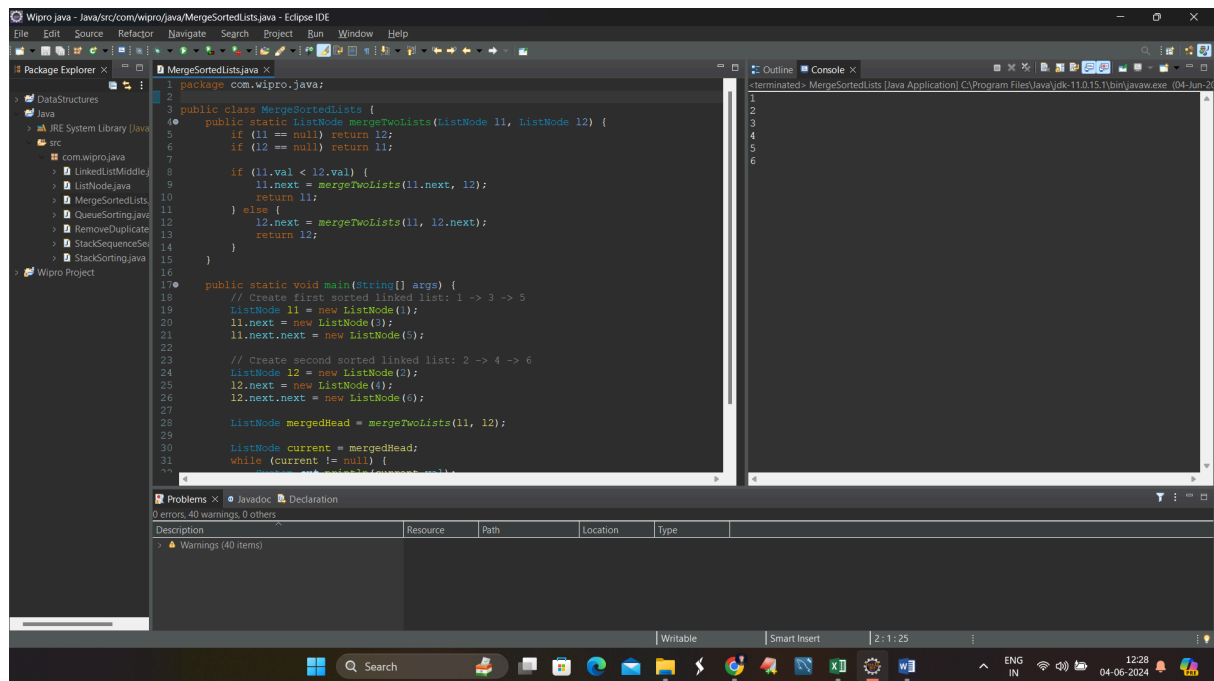 Wipro java - Java/src/com/wipro/java/MergeSortedLists.java - Eclipse IDE
File Edit Source Refactor Navigate Search Project Run Window Help
Package Explorer
DataStructures
Java
JRE System Library [Java
src
com.wipro.java
LinkedListMiddle.j
ListNode.java
MergeSortedLists.
QueueSorting.java
RemoveDuplicate
StackSequenceSea
StackSorting.java
Wipro Project
MergeSortedLists.java
1 package com.wipro.java;
2
3 public class MergeSortedLists {
4 public static ListNode mergeTwoLists(ListNode l1, ListNode l2) {
5 if (l1 == null) return l2;
6 if (l2 == null) return l1;
7
8 if (l1.val < l2.val) {
9 l1.next = mergeTwoLists(l1.next, l2);
10 return l1;
11 } else {
12 l2.next = mergeTwoLists(l1, l2.next);
13 return l2;
14 }
15 }
16
17 public static void main(String[] args) {
18 // Create first sorted linked list: 1 -> 3 -> 5
19 ListNode l1 = new ListNode(1);
20 l1.next = new ListNode(3);
21 l1.next.next = new ListNode(5);
22
23 // Create second sorted linked list: 2 -> 4 -> 6
24 ListNode l2 = new ListNode(2);
25 l2.next = new ListNode(4);
26 l2.next.next = new ListNode(6);
27
28 ListNode mergedHead = mergeTwoLists(l1, l2);
29
30 ListNode current = mergedHead;
31 while (current != null) {
Outline Console
<terminated> MergeSortedLists [Java Application] C:\Program Files\Java\jdk-11.0.15.1\bin\javaw.exe (04-Jun-20
1
2
3
4
5
6
Problems Javadoc Declaration
0 errors, 40 warnings, 0 others
Description Resource Path Location Type
Warnings (40 items)
Writable Smart Insert 2 : 1 : 25
Search
ENG
IN
12:28
04-06-2024